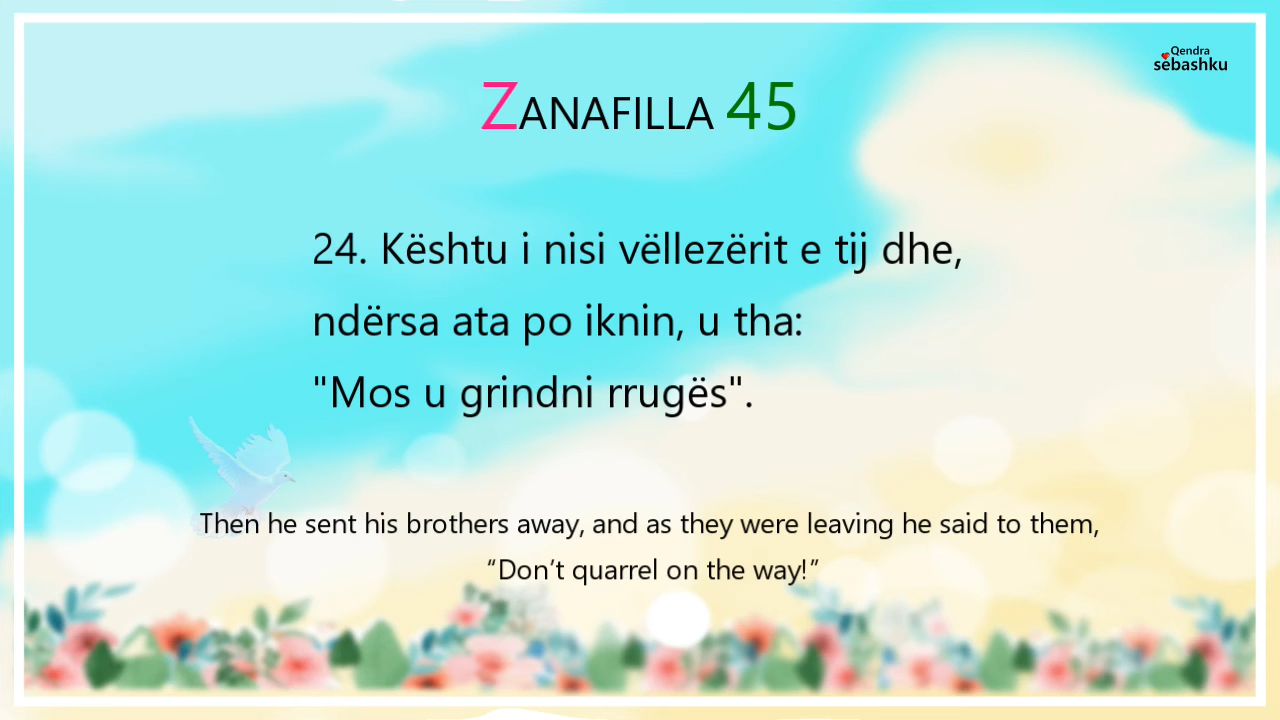 Qendra
sëbashku
ZANAFILLA 45
24. Kështu i nisi vëllezërit e tij dhe,
ndërsa ata po iknin, u tha:
"Mos u grindni rrugës".
Then he sent his brothers away, and as they were leaving he said to them,
“Don’t quarrel on the way!”